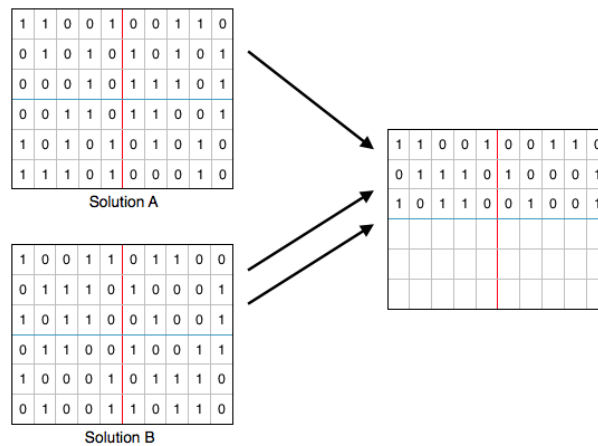 1 1 0 0 1 0 0 1 1 0
0 1 0 1 0 1 0 1 0 1
0 0 0 1 0 1 1 1 0 1
0 0 1 1 0 1 1 0 0 1
1 0 1 0 1 0 1 0 1 0
1 1 1 0 1 0 0 0 1 0
Solution A
1 0 0 1 1 0 1 1 0 0
0 1 1 1 0 1 0 0 0 1
1 0 1 1 0 0 1 0 0 1
0 1 1 0 0 1 0 0 1 1
1 0 0 0 1 0 1 1 1 0
0 1 0 0 1 1 0 1 1 0
Solution B
1 1 0 0 1 0 0 1 1 0
0 1 1 1 0 1 0 0 0 1
1 0 1 1 0 0 1 0 0 1